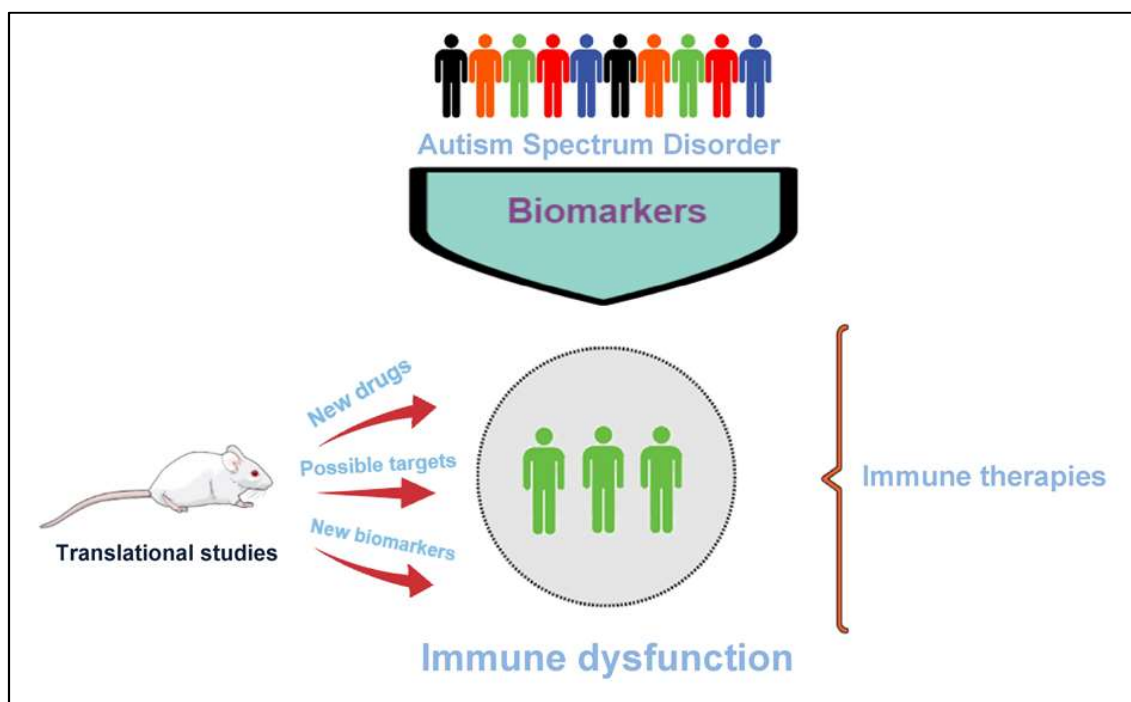 Autism Spectrum Disorder
Biomarkers
New drugs
Possible targets
New biomarkers
Translational studies
Immune therapies
Immune dysfunction